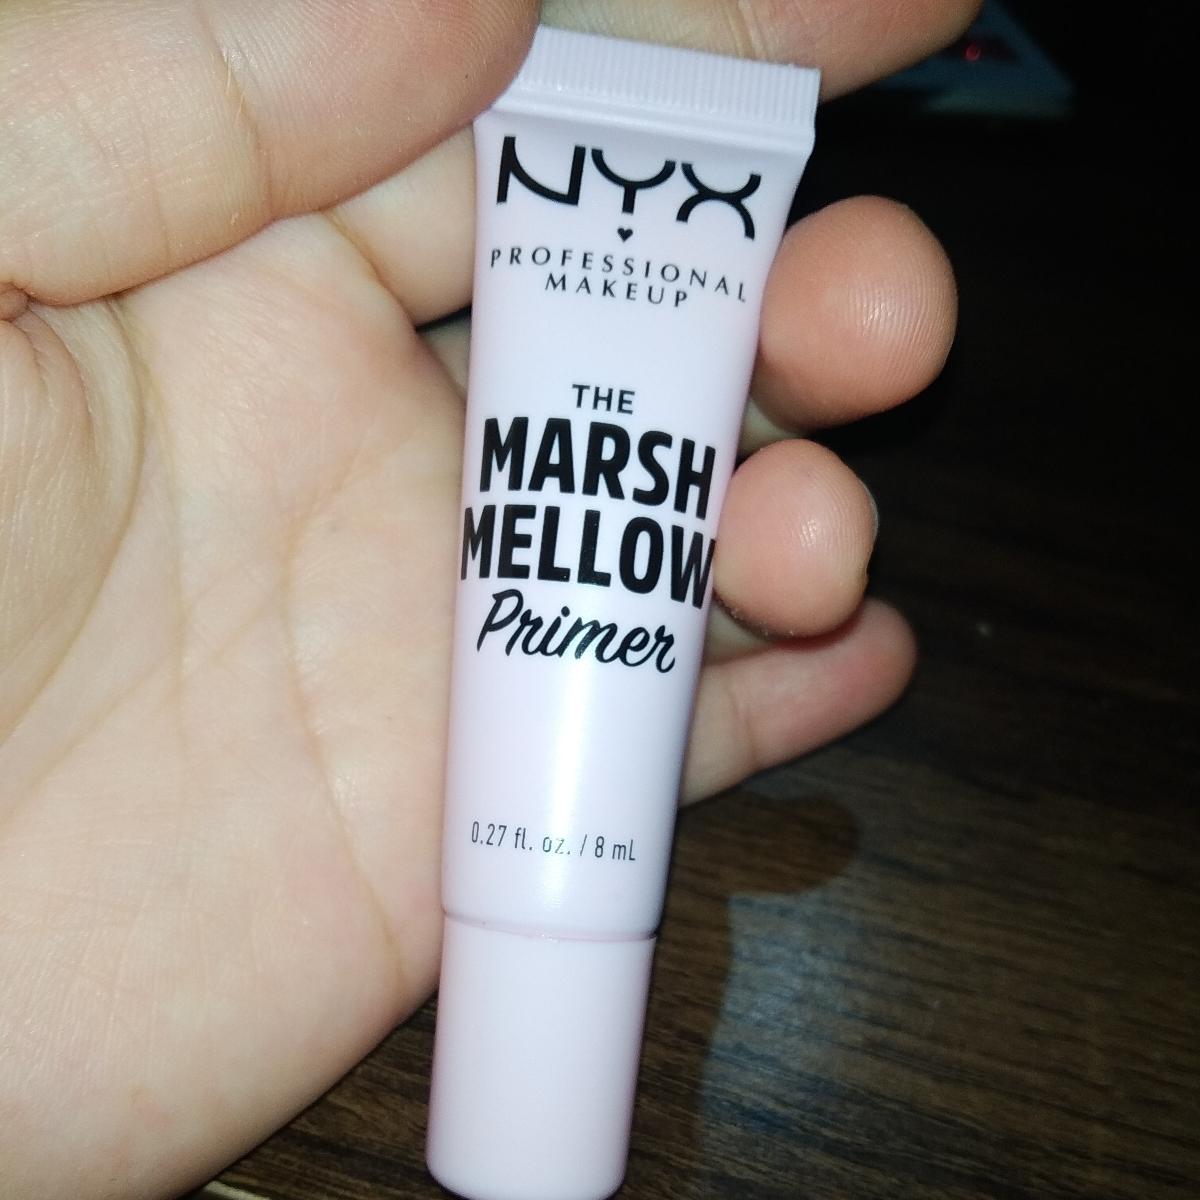 NYX
PROFESSIONAL
MAKEUP
THE
MARSH
MELLOW
Primer
0.27 fl. oz. / 8 mL